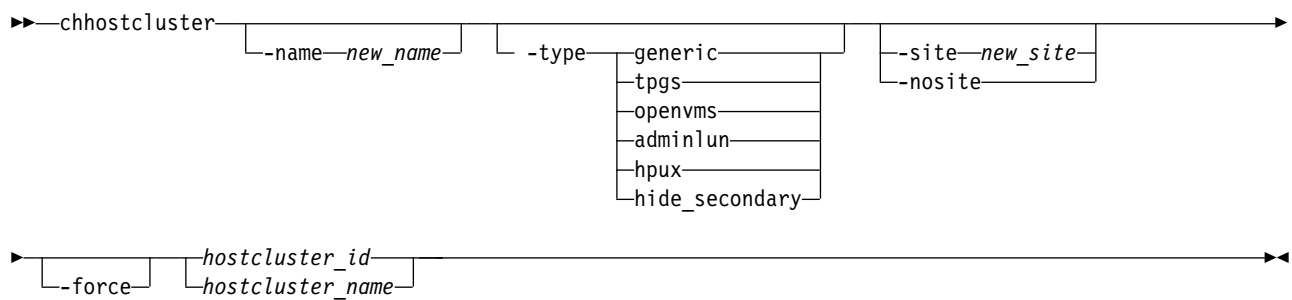 chhostcluster
-name new_name
-type generic
tpgs
openvms
adminlun
hpux
hide_secondary
-site new_site
-nosite
-force
hostcluster_id
hostcluster_name